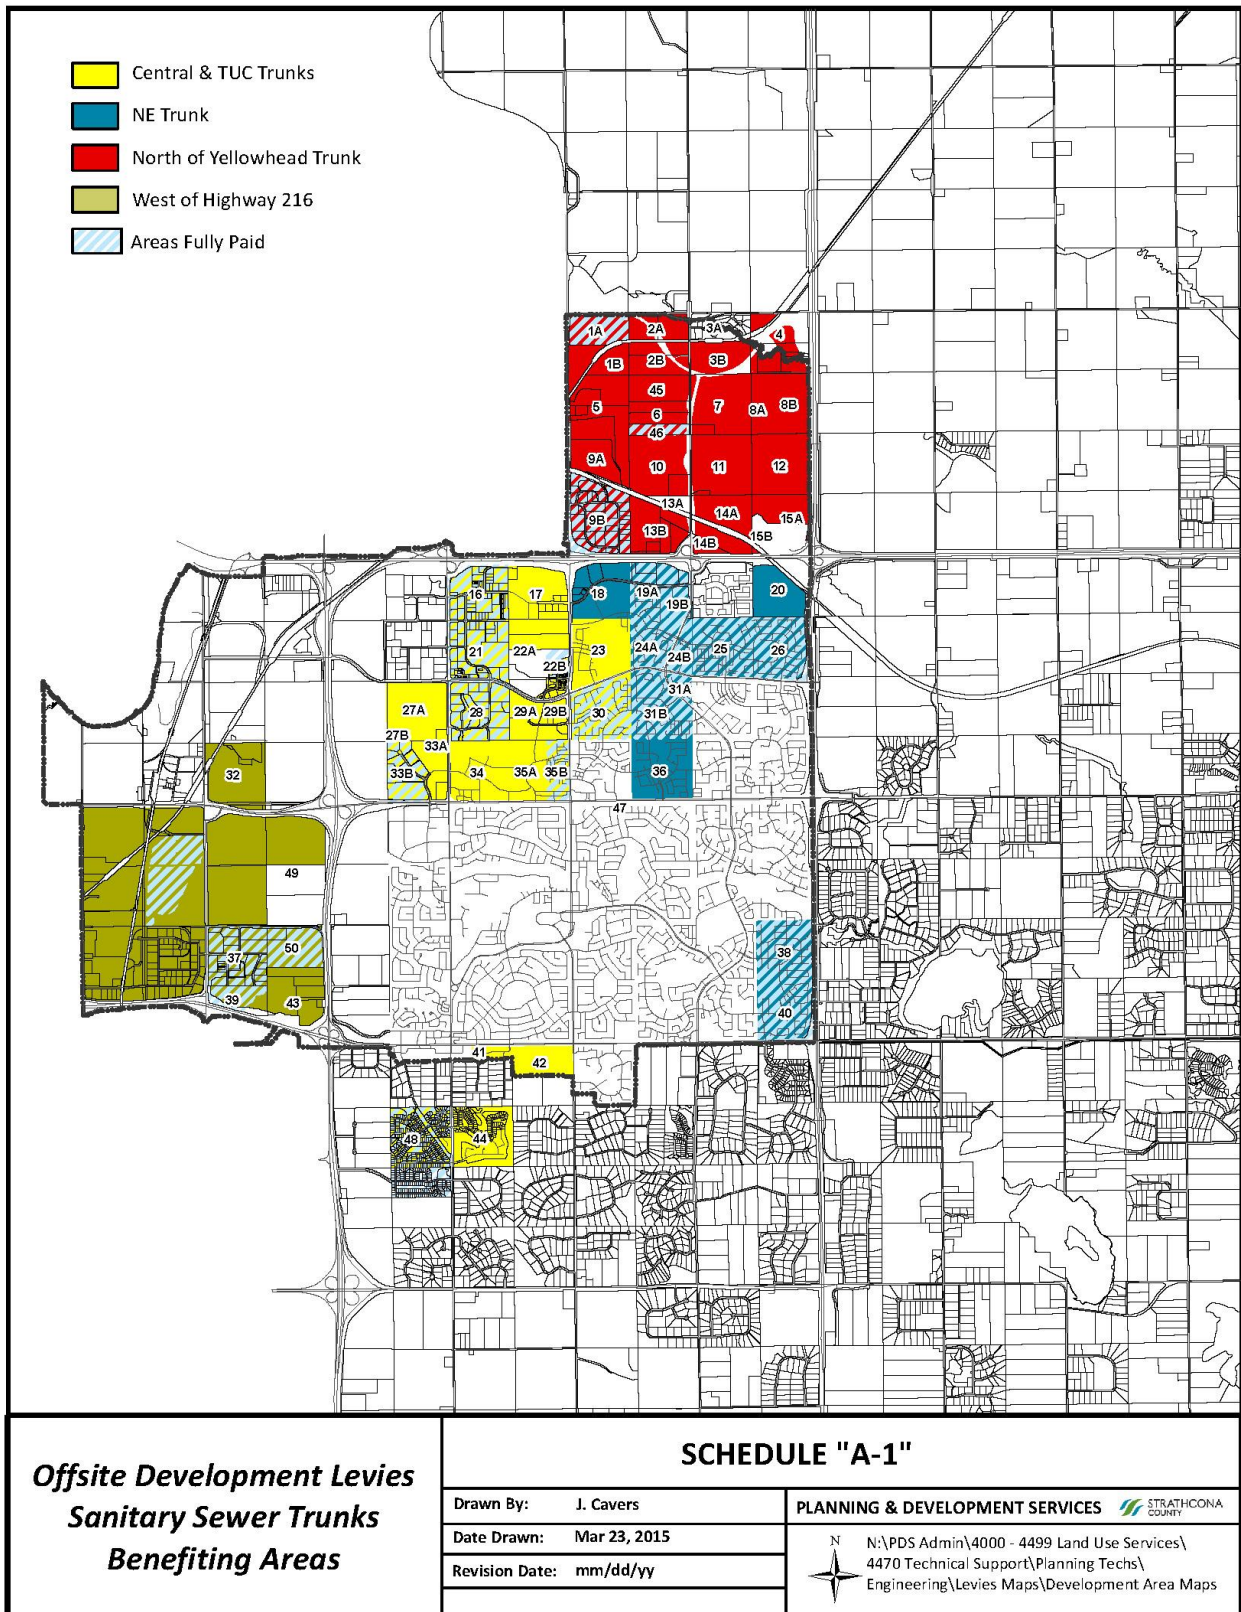 Central & TUC Trunks
NE Trunk
North of Yellowhead Trunk
West of Highway 216
Areas Fully Paid
1A
2A
3A
4
1B
2B
3B
45
5
6
7
8A
8B
46
9A
10
11
12
13A
9B
13B
14A
15A
14B
15B
16
17
18
19A
19B
20
21
22A
22B
23
24A
24B
25
26
27A
27B
28
29A
29B
30
31A
31B
32
33A
33B
34
35A
35B
36
47
49
37
50
38
39
43
40
41
42
48
44
Offsite Development Levies
Sanitary Sewer Trunks
Benefiting Areas
SCHEDULE "A-1"
Drawn By: J. Cavers
Date Drawn: Mar 23, 2015
Revision Date: mm/dd/yy
PLANNING & DEVELOPMENT SERVICES
STRATHCONA
COUNTY
N
N:\PDS Admin\4000 - 4499 Land Use Services\
4470 Technical Support\Planning Techs\
Engineering\Levies Maps\Development Area Maps